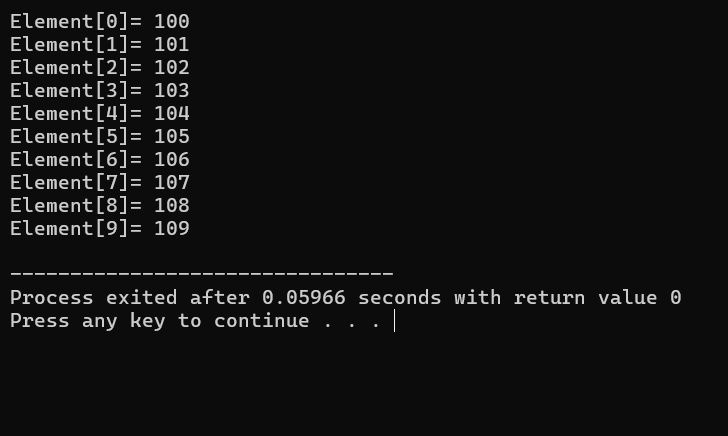 Element[0]= 100
Element[1]= 101
Element[2]= 102
Element[3]= 103
Element[4]= 104
Element[5]= 105
Element[6]= 106
Element[7]= 107
Element[8]= 108
Element[9]= 109
--------------------------------
Process exited after 0.05966 seconds with return value 0
Press any key to continue . . .